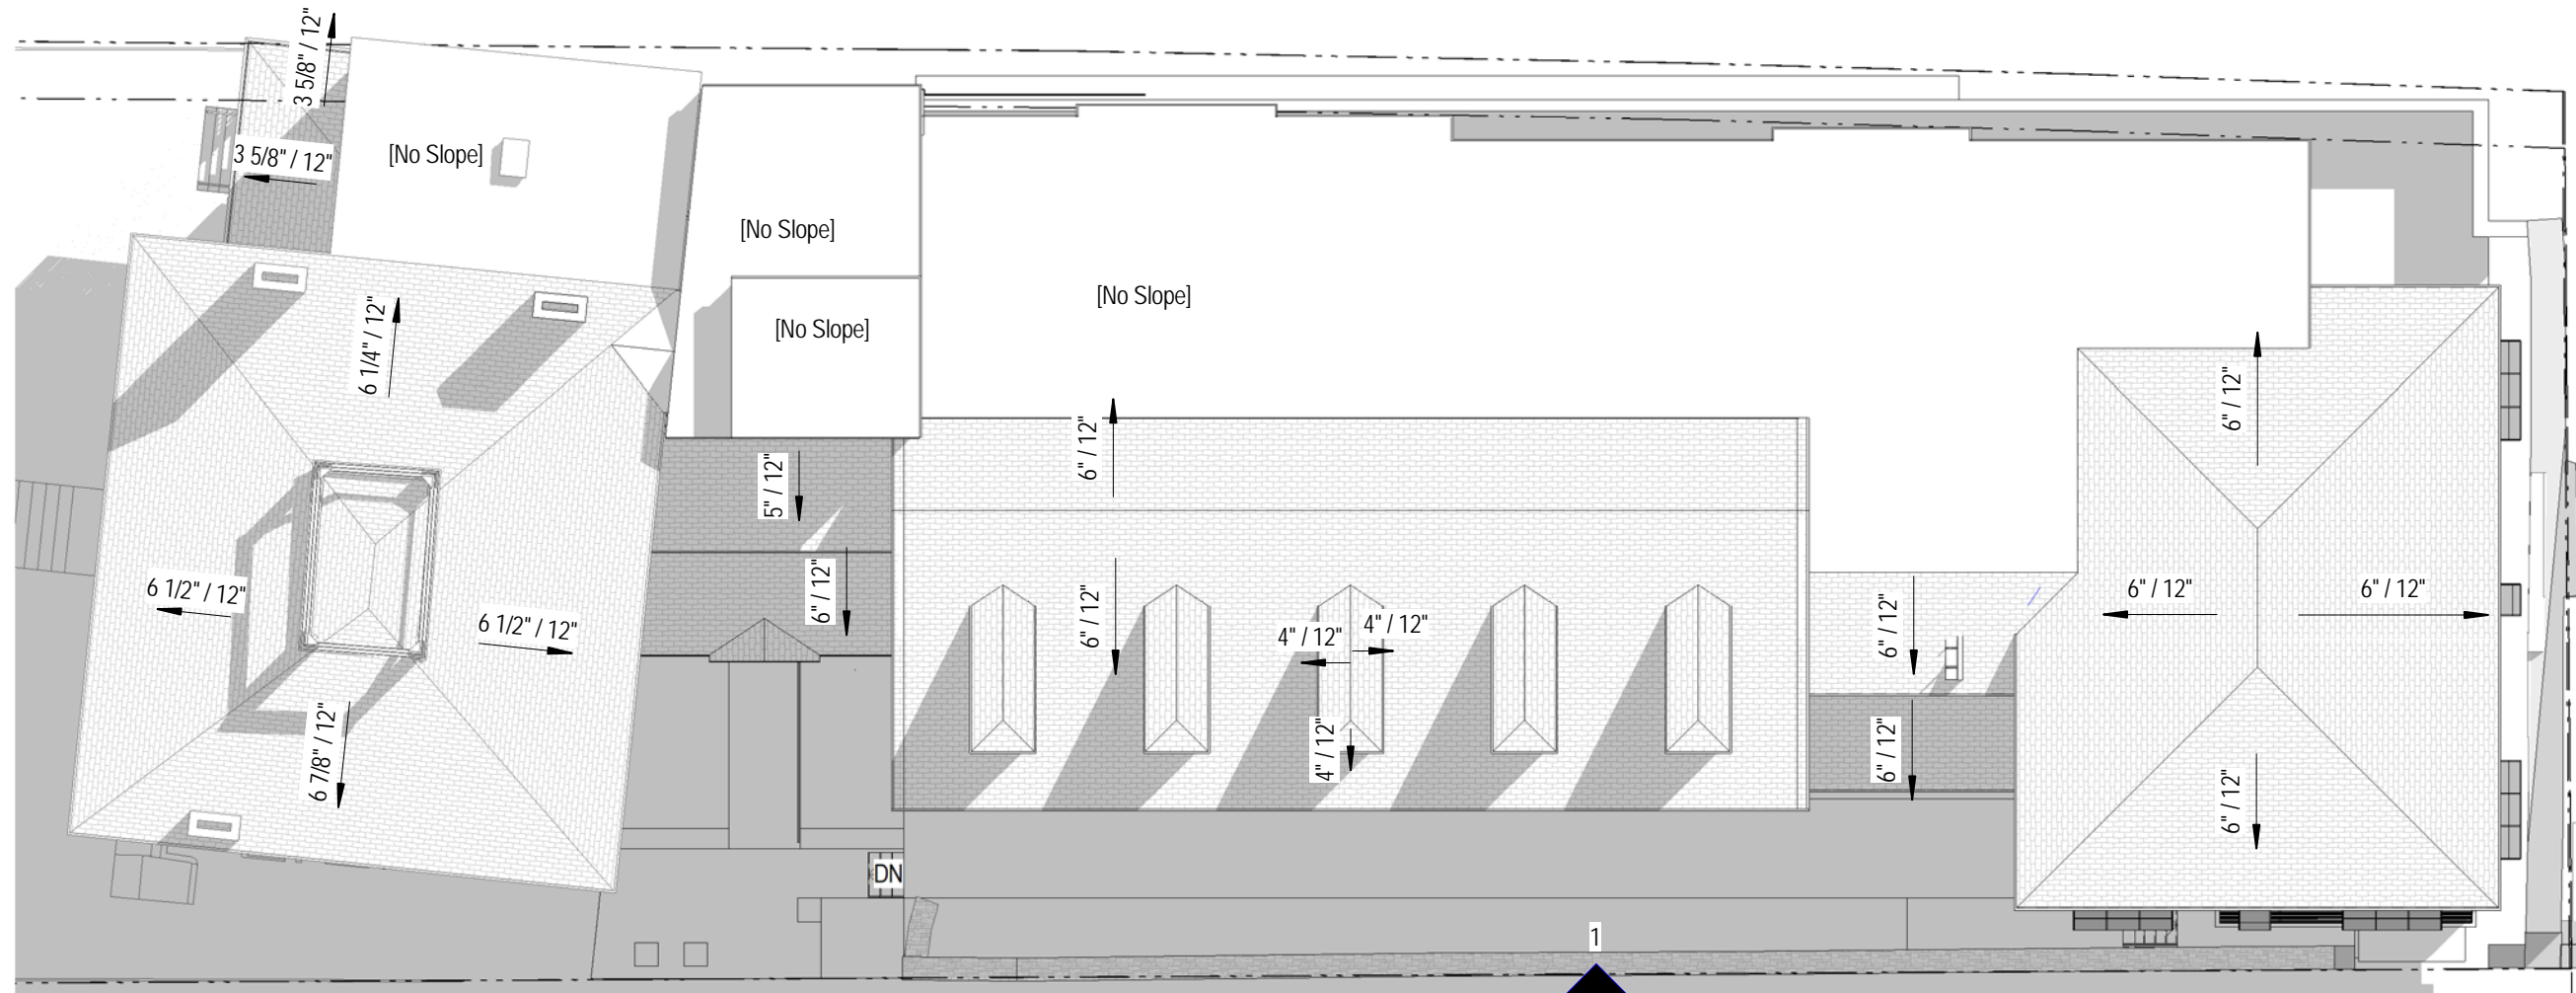 3 5/8" / 12"
3 5/8" / 12"
[No Slope]
[No Slope]
[No Slope]
[No Slope]
6 1/4" / 12"
6" / 12"
6" / 12"
5" / 12"
6 1/2" / 12"
6 1/2" / 12"
6" / 12"
6" / 12"
4" / 12"
4" / 12"
6" / 12"
6" / 12"
6" / 12"
6 7/8" / 12"
4" / 12"
6" / 12"
6" / 12"
DN
1